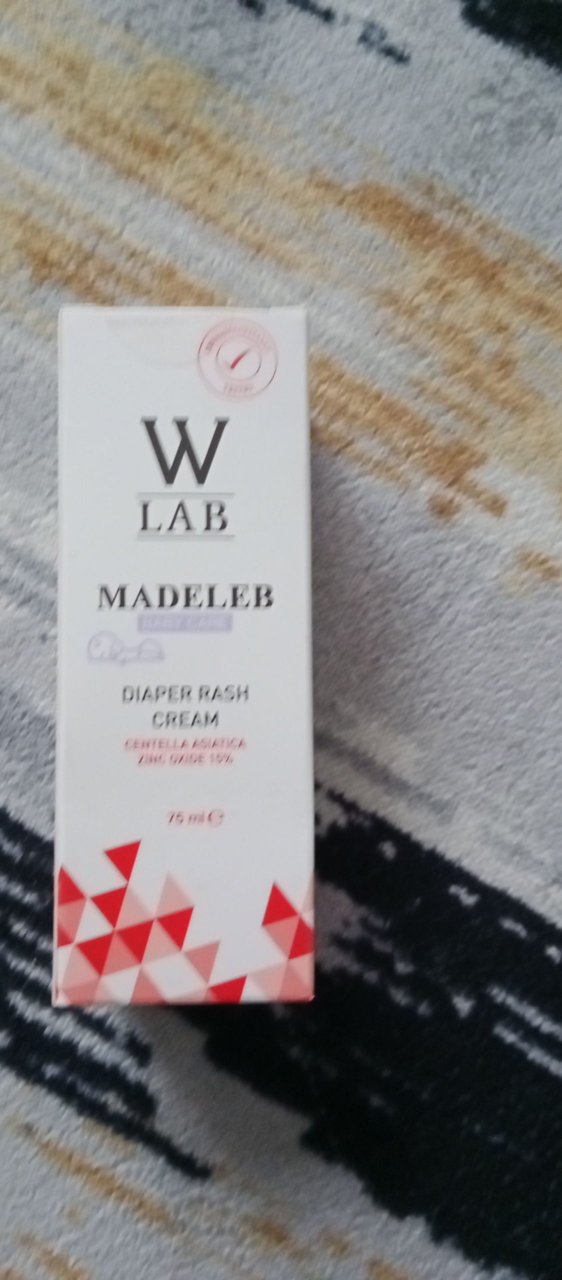 W
LAB
MADELEB
BABY CARE
DIAPER RASH
CREAM
CENTELLA ASIATICA
ZINC OXIDE 15%
75 ml ℮